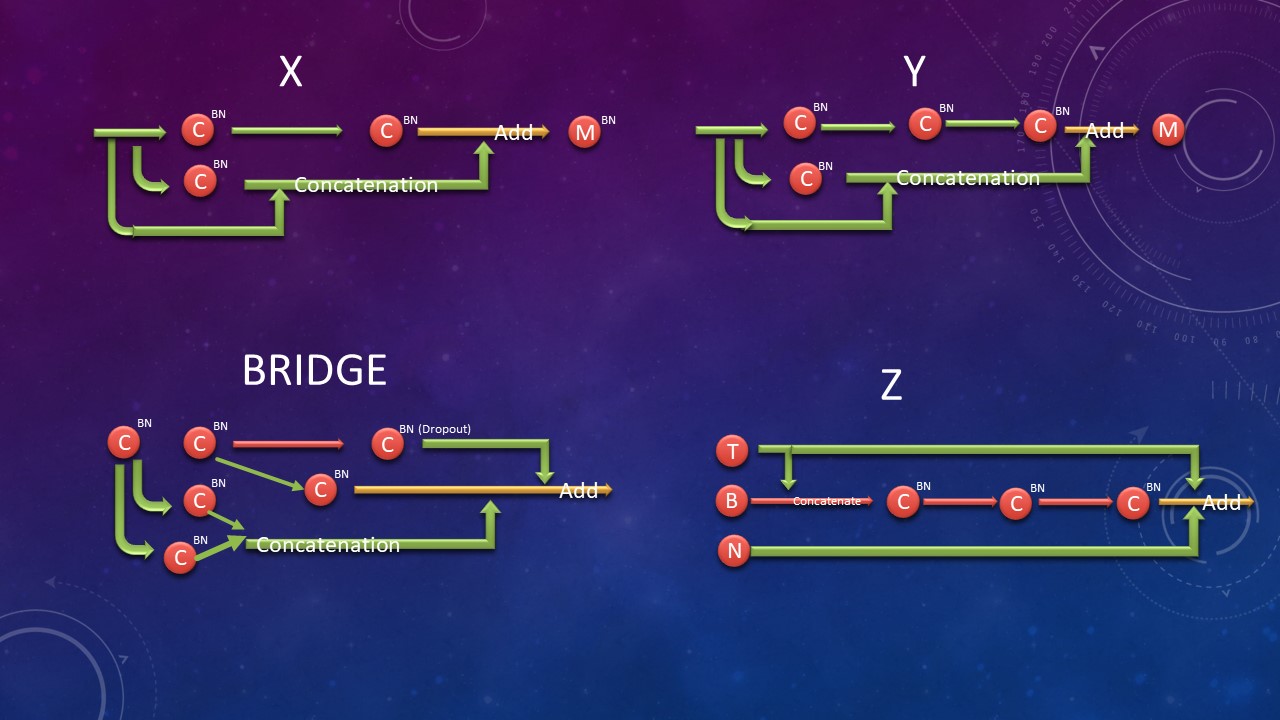 X
C BN C BN Add M BN
C BN
Concatenation
Y
C BN C BN C BN Add M
C BN
Concatenation
BRIDGE
C BN C BN C BN (Dropout)
C BN Add
C BN
C BN Concatenation
Z
T
B Concatenate C BN C BN C BN Add
N